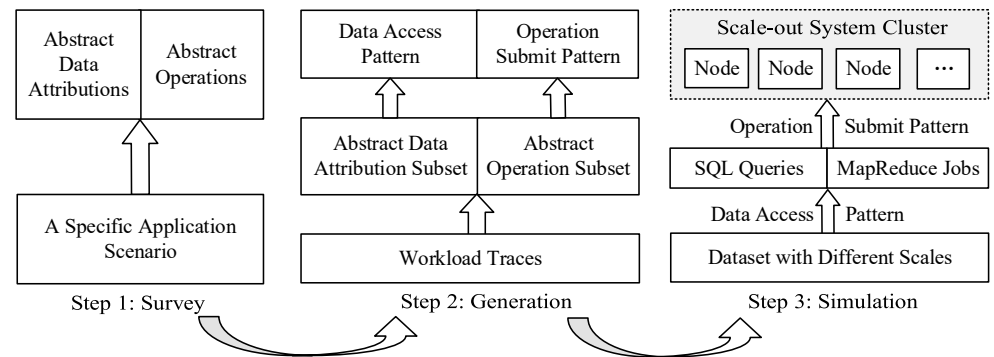 Abstract
Data
Attributions
Abstract
Operations
A Specific Application
Scenario
Step 1: Survey
Data Access
Pattern
Operation
Submit Pattern
Abstract Data
Attribution Subset
Abstract
Operation Subset
Workload Traces
Step 2: Generation
Scale-out System Cluster
Node
Node
Node
...
Operation
Submit Pattern
SQL Queries
MapReduce Jobs
Data Access
Pattern
Dataset with Different Scales
Step 3: Simulation